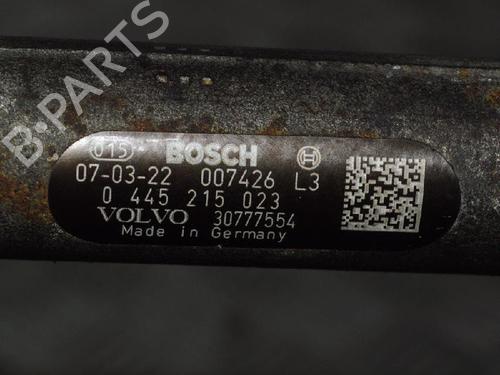 B-PARTS
015 BOSCH
07-03-22 007426 L3
0 445 215 023
VOLVO 30777554
Made in Germany